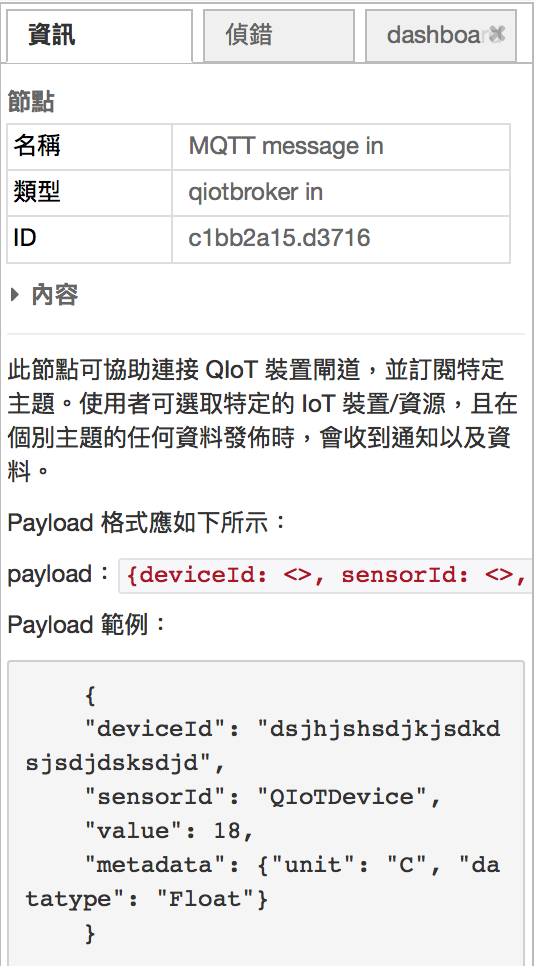 資訊 偵錯 dashboa
節點
名稱 MQTT message in
類型 qiotbroker in
ID c1bb2a15.d3716
內容
此節點可協助連接 QIoT 裝置閘道，並訂閱特定
主題。使用者可選取特定的 IoT 裝置/資源，且在
個別主題的任何資料發佈時，會收到通知以及資
料。
Payload 格式應如下所示：
payload： {deviceId: <>, sensorId: <>,
Payload 範例：
{
"deviceId": "dsjhjshsdjkjsdkd
sjsdjdsksdjd",
"sensorId": "QIoTDevice",
"value": 18,
"metadata": {"unit": "C", "da
tatype": "Float"}
}